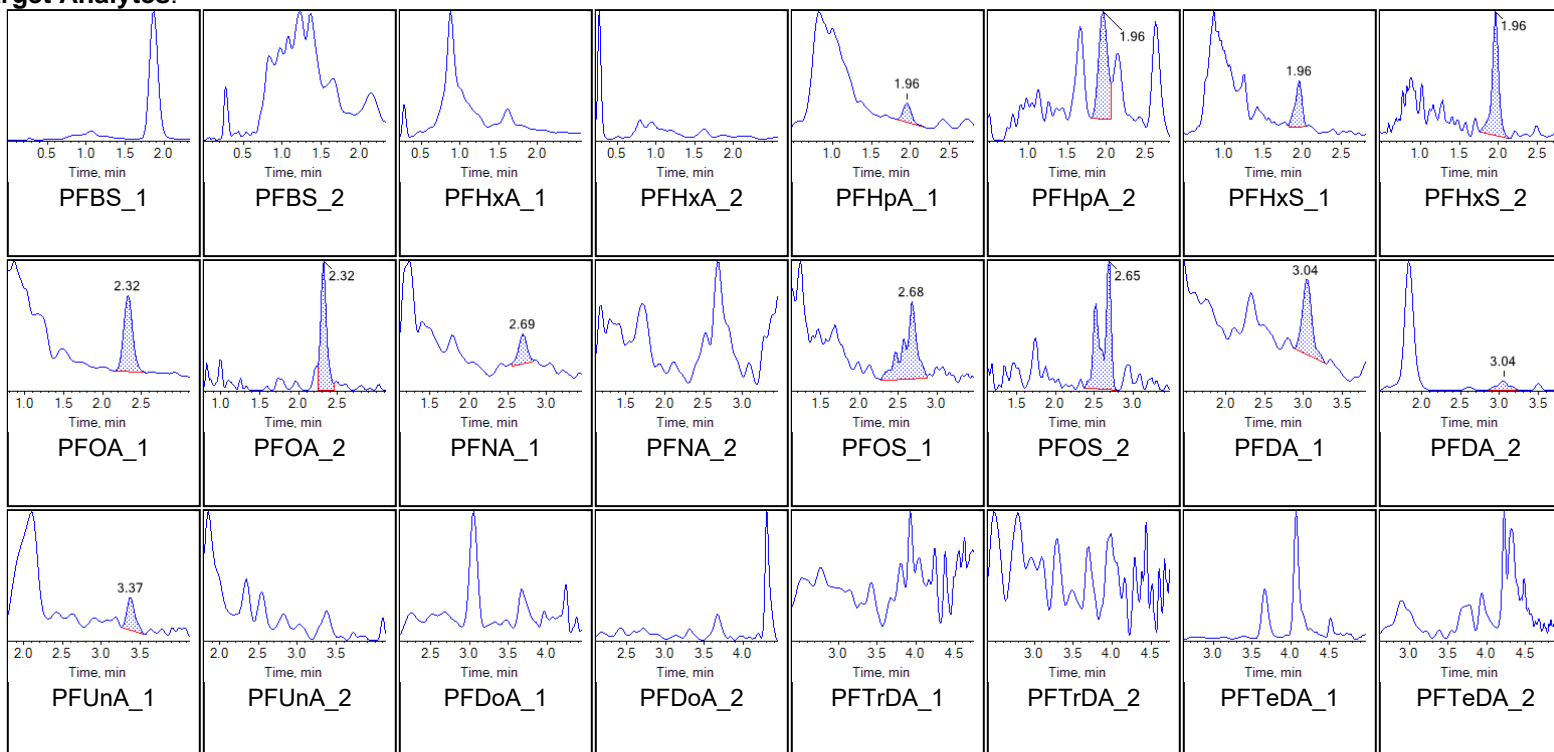 rget Analytes:
1.96 1.96 1.96 1.96
0.5 1.0 1.5 2.0 0.5 1.0 1.5 2.0 0.5 1.0 1.5 2.0 0.5 1.0 1.5 2.0 1.0 1.5 2.0 2.5 1.0 1.5 2.0 2.5 1.0 1.5 2.0 2.5 1.0 1.5 2.0 2.5
Time, min Time, min Time, min Time, min Time, min Time, min Time, min Time, min
PFBS_1 PFBS_2 PFHxA_1 PFHxA_2 PFHpA_1 PFHpA_2 PFHxS_1 PFHxS_2
2.32 2.32 2.69 2.68 2.65 3.04 3.04
1.0 1.5 2.0 2.5 1.0 1.5 2.0 2.5 1.5 2.0 2.5 3.0 1.5 2.0 2.5 3.0 1.5 2.0 2.5 3.0 1.5 2.0 2.5 3.0 2.0 2.5 3.0 3.5 2.0 2.5 3.0 3.5
Time, min Time, min Time, min Time, min Time, min Time, min Time, min Time, min
PFOA_1 PFOA_2 PFNA_1 PFNA_2 PFOS_1 PFOS_2 PFDA_1 PFDA_2
3.37
2.0 2.5 3.0 3.5 2.0 2.5 3.0 3.5 2.5 3.0 3.5 4.0 2.5 3.0 3.5 4.0 3.0 3.5 4.0 4.5 3.0 3.5 4.0 4.5 3.0 3.5 4.0 4.5 3.0 3.5 4.0 4.5
Time, min Time, min Time, min Time, min Time, min Time, min Time, min Time, min
PFUnA_1 PFUnA_2 PFDoA_1 PFDoA_2 PFTrDA_1 PFTrDA_2 PFTeDA_1 PFTeDA_2